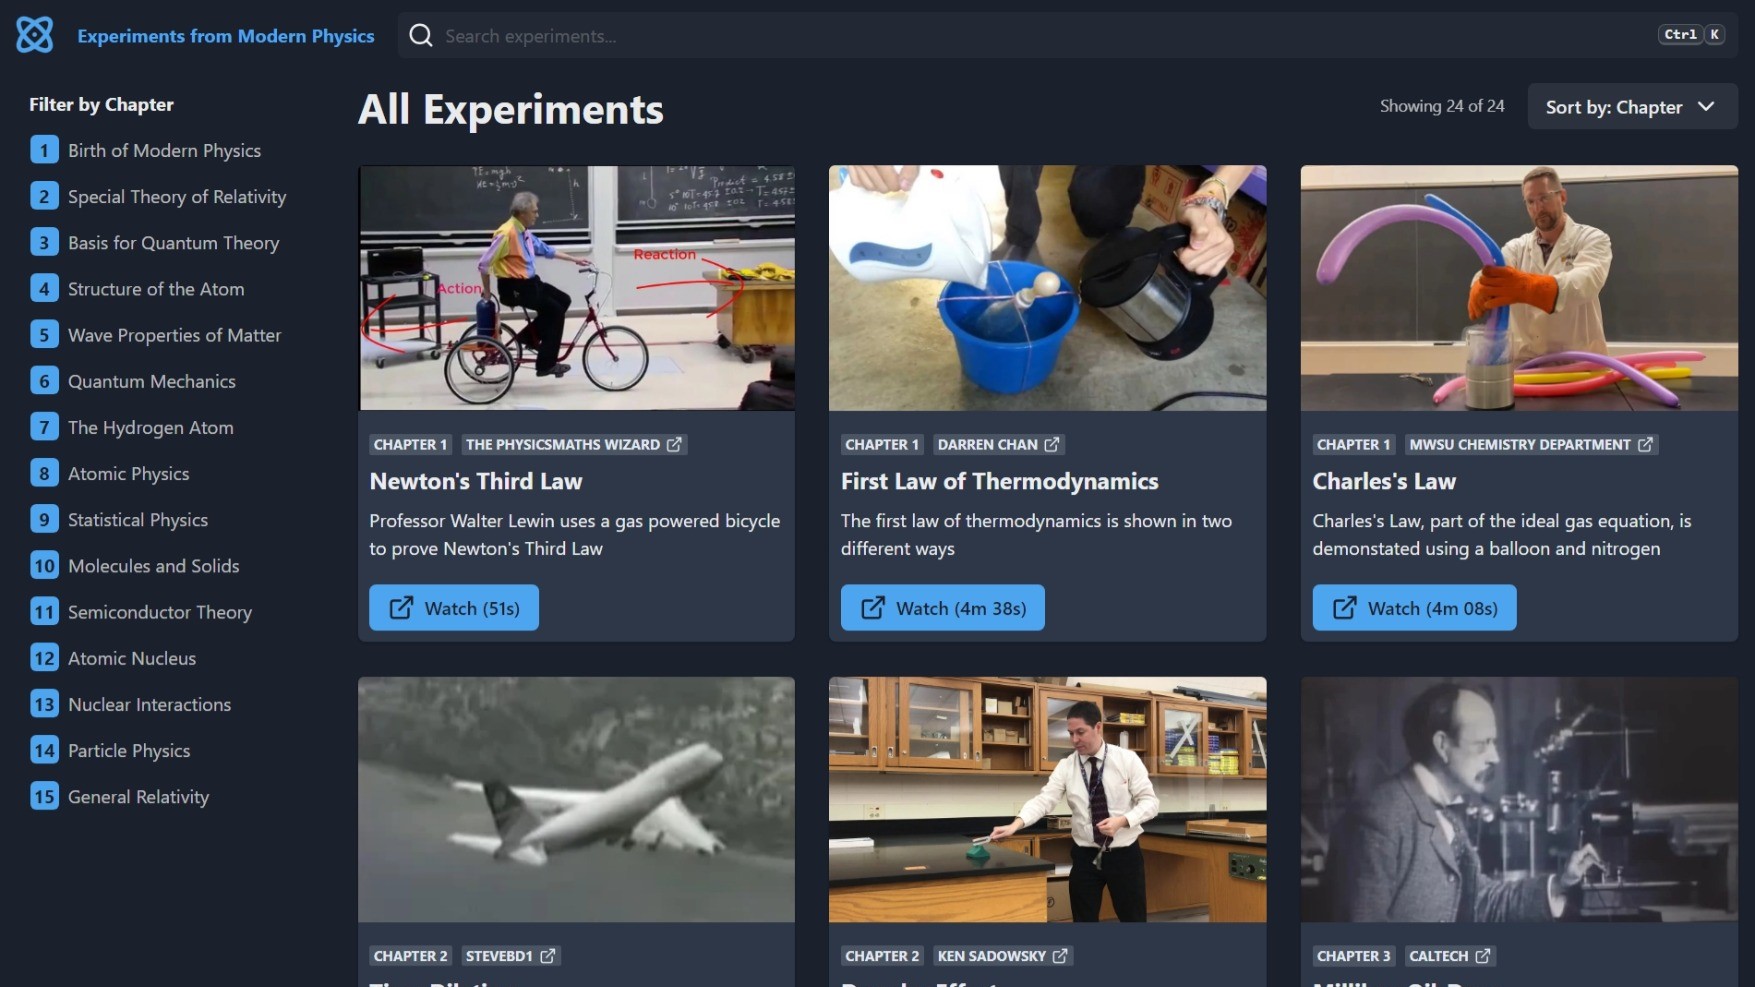 Experiments from Modern Physics
Search experiments...
Ctrl K
Filter by Chapter
1 Birth of Modern Physics
2 Special Theory of Relativity
3 Basis for Quantum Theory
4 Structure of the Atom
5 Wave Properties of Matter
6 Quantum Mechanics
7 The Hydrogen Atom
8 Atomic Physics
9 Statistical Physics
10 Molecules and Solids
11 Semiconductor Theory
12 Atomic Nucleus
13 Nuclear Interactions
14 Particle Physics
15 General Relativity
All Experiments
Showing 24 of 24
Sort by: Chapter
Reaction
Action
CHAPTER 1 THE PHYSICSMATHS WIZARD
Newton's Third Law
Professor Walter Lewin uses a gas powered bicycle
to prove Newton's Third Law
Watch (51s)
CHAPTER 1 DARREN CHAN
First Law of Thermodynamics
The first law of thermodynamics is shown in two
different ways
Watch (4m 38s)
CHAPTER 1 MWSU CHEMISTRY DEPARTMENT
Charles's Law
Charles's Law, part of the ideal gas equation, is
demonstated using a balloon and nitrogen
Watch (4m 08s)
CHAPTER 2 STEVEBD1
CHAPTER 2 KEN SADOWSKY
CHAPTER 3 CALTECH